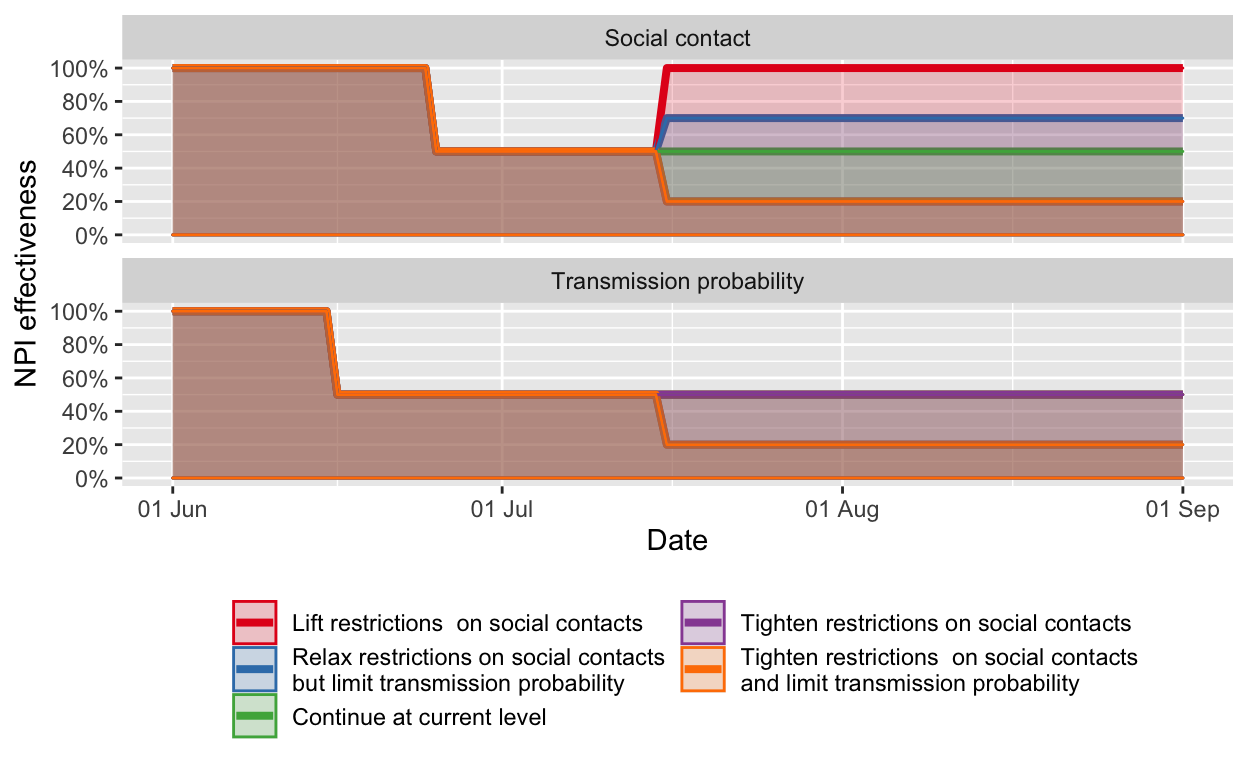 Social contact
100%
80%
60%
40%
20%
0%
Transmission probability
100%
80%
60%
40%
20%
0%
NPI effectiveness
01 Jun
01 Jul
01 Aug
01 Sep
Date
Lift restrictions  on social contacts
Relax restrictions on social contacts
but limit transmission probability
Continue at current level
Tighten restrictions on social contacts
Tighten restrictions  on social contacts
and limit transmission probability